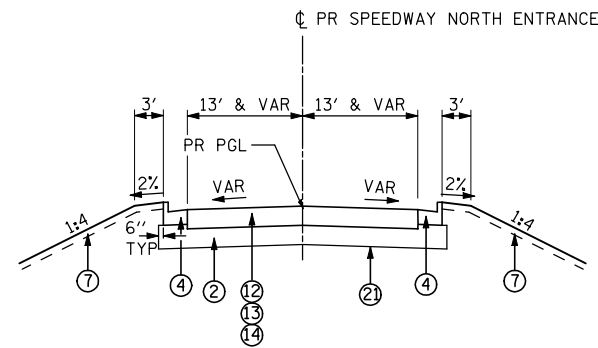 ℄ PR SPEEDWAY NORTH ENTRANCE
3' 13' & VAR 13' & VAR 3'
PR PGL
2% VAR VAR 2%
1:4 1:4
6''
TYP
7 4 2 12 21 4 7
13
14